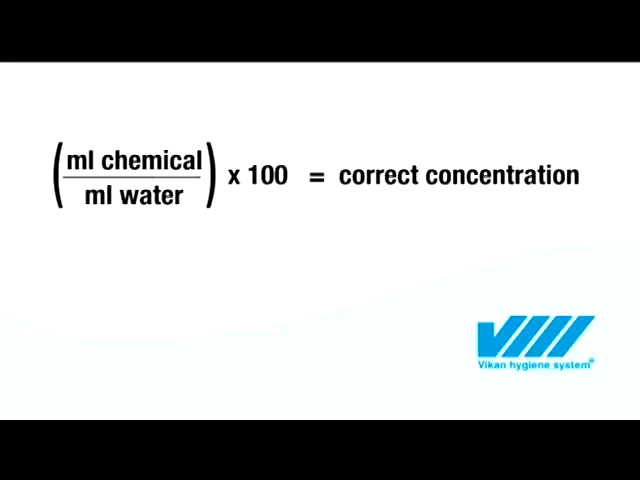 (ml chemical / ml water) x 100 = correct concentration
Vikan hygiene system®